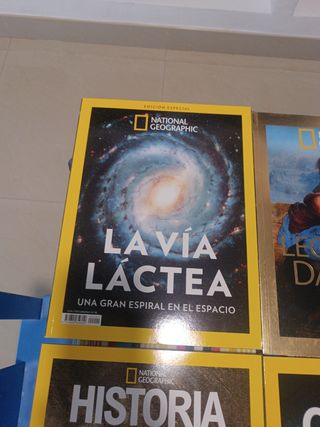 EDICIÓN ESPECIAL
NATIONAL
GEOGRAPHIC
LA VÍA
LÁCTEA
UNA GRAN ESPIRAL EN EL ESPACIO
NATIONAL
GEOGRAPHIC
HISTORIA